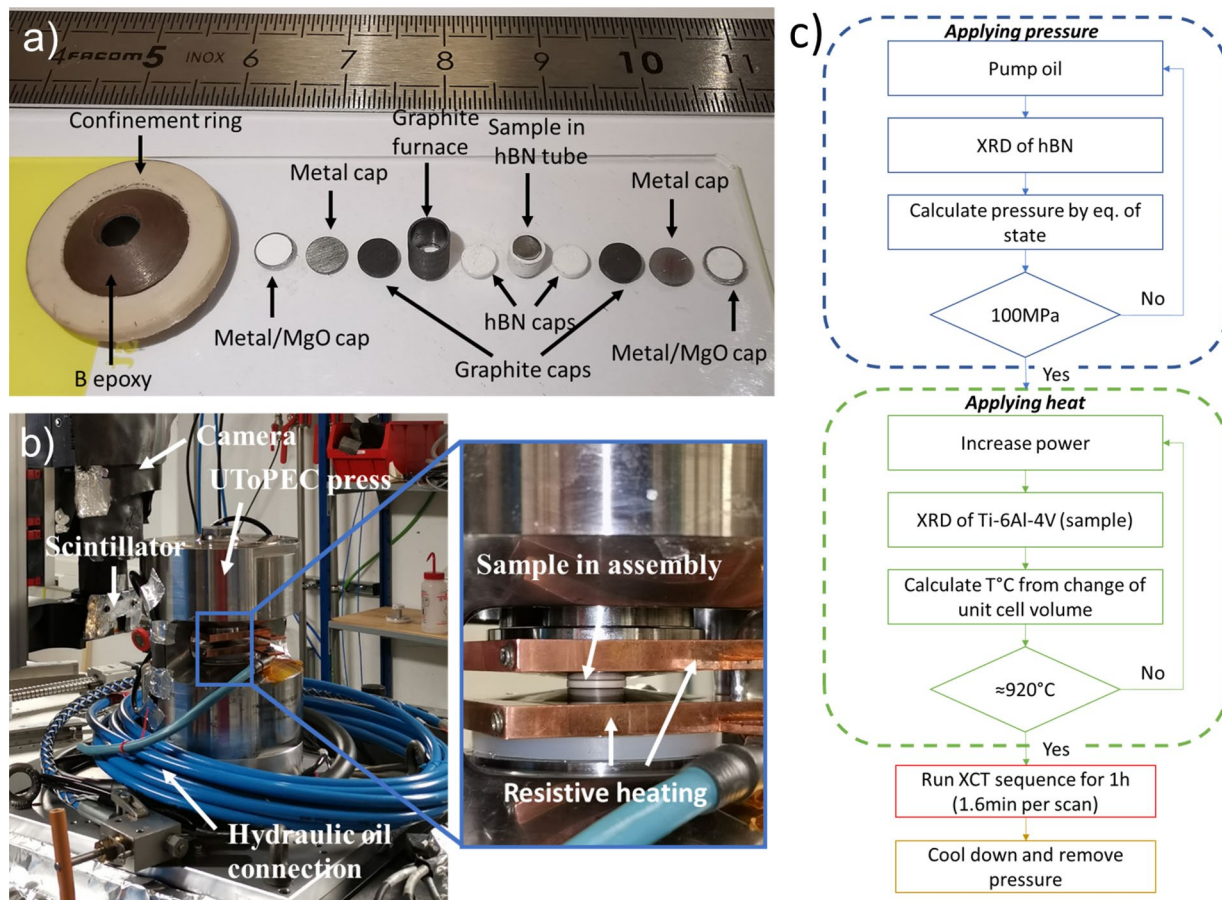 a)
4 FACOM 5 INOX 6 7 8 9 10 11
Confinement ring
Graphite
furnace
Sample in
hBN tube
Metal cap
Metal cap
Metal/MgO cap
hBN caps
Graphite caps
Metal/MgO cap
B epoxy
b)
Camera
UToPEC press
Scintillator
Hydraulic oil
connection
Sample in assembly
Resistive heating
c)
Applying pressure
Pump oil
XRD of hBN
Calculate pressure by eq. of
state
100MPa
No
Yes
Applying heat
Increase power
XRD of Ti-6Al-4V (sample)
Calculate T°C from change of
unit cell volume
≈920°C
No
Yes
Run XCT sequence for 1h
(1.6min per scan)
Cool down and remove
pressure